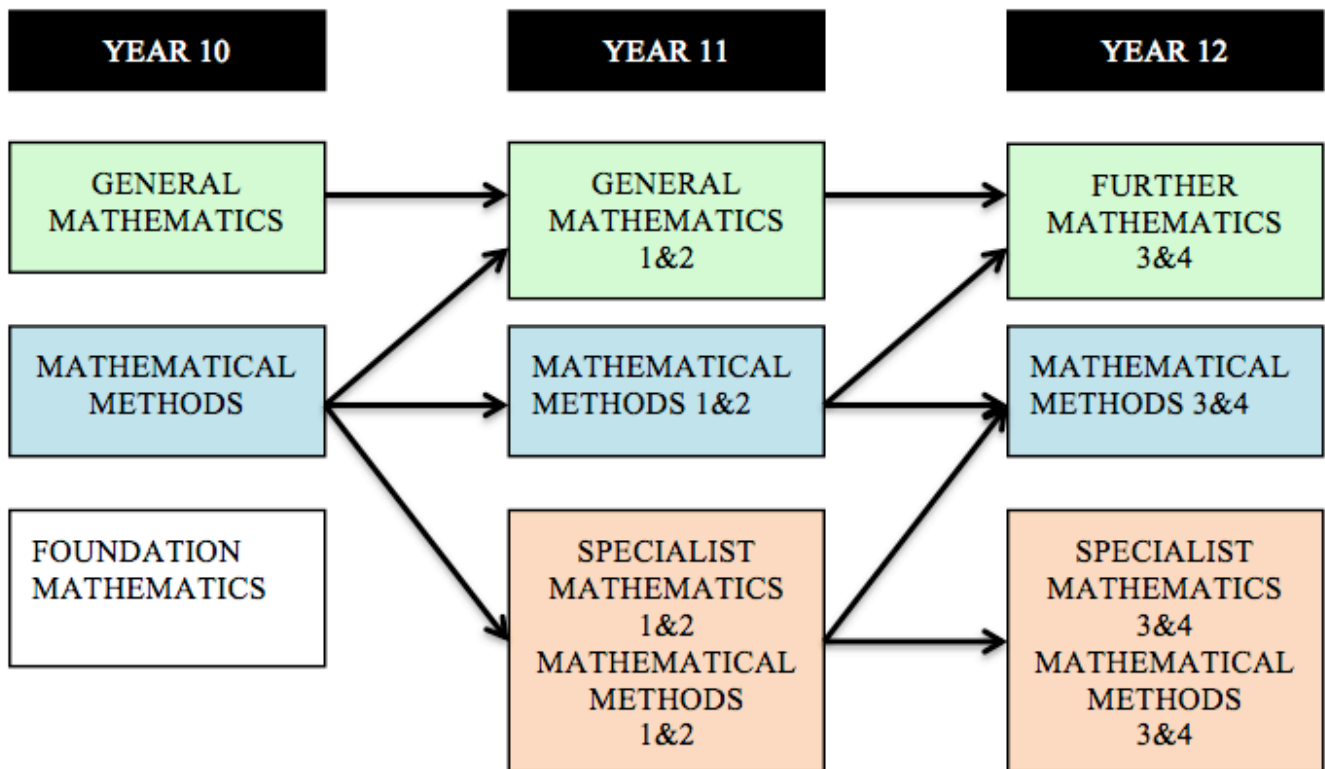 YEAR 10
YEAR 11
YEAR 12
GENERAL
MATHEMATICS
GENERAL
MATHEMATICS
1&2
FURTHER
MATHEMATICS
3&4
MATHEMATICAL
METHODS
MATHEMATICAL
METHODS 1&2
MATHEMATICAL
METHODS 3&4
FOUNDATION
MATHEMATICS
SPECIALIST
MATHEMATICS
1&2
MATHEMATICAL
METHODS
1&2
SPECIALIST
MATHEMATICS
3&4
MATHEMATICAL
METHODS
3&4